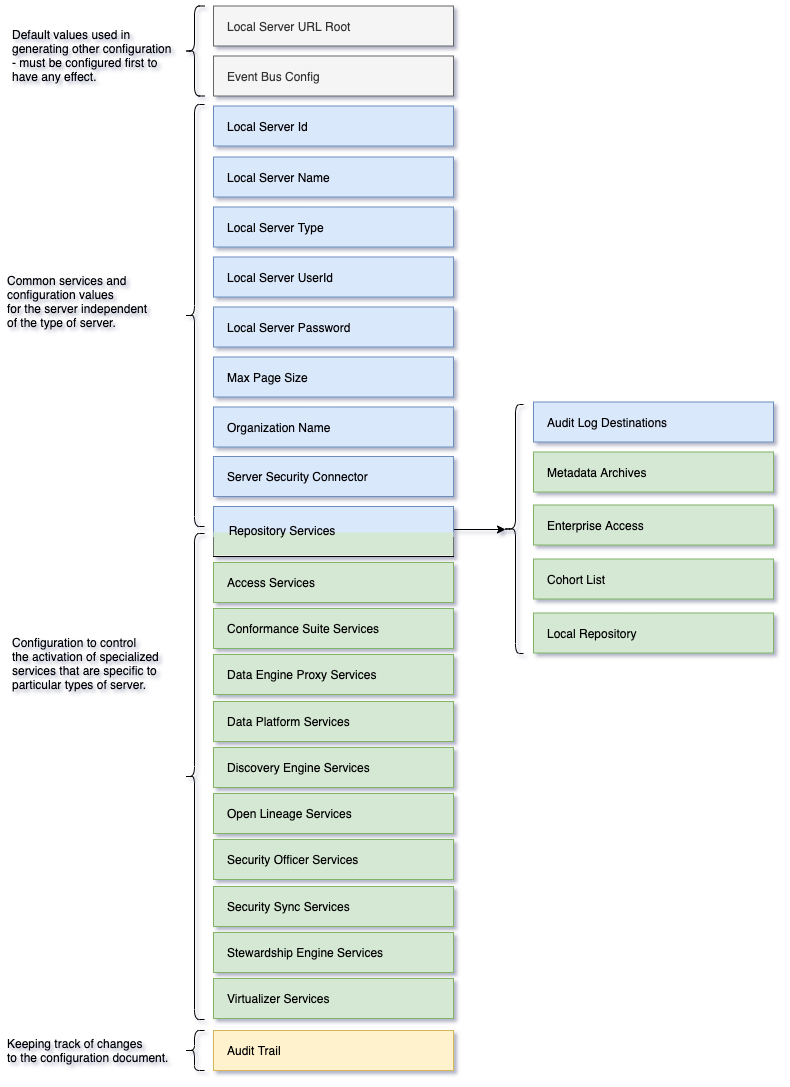 Default values used in
generating other configuration
- must be configured first to
have any effect.
Local Server URL Root
Event Bus Config
Common services and
configuration values
for the server independent
of the type of server.
Local Server Id
Local Server Name
Local Server Type
Local Server UserId
Local Server Password
Max Page Size
Organization Name
Server Security Connector
Repository Services
Audit Log Destinations
Metadata Archives
Enterprise Access
Cohort List
Local Repository
Configuration to control
the activation of specialized
services that are specific to
particular types of server.
Access Services
Conformance Suite Services
Data Engine Proxy Services
Data Platform Services
Discovery Engine Services
Open Lineage Services
Security Officer Services
Security Sync Services
Stewardship Engine Services
Virtualizer Services
Keeping track of changes
to the configuration document.
Audit Trail